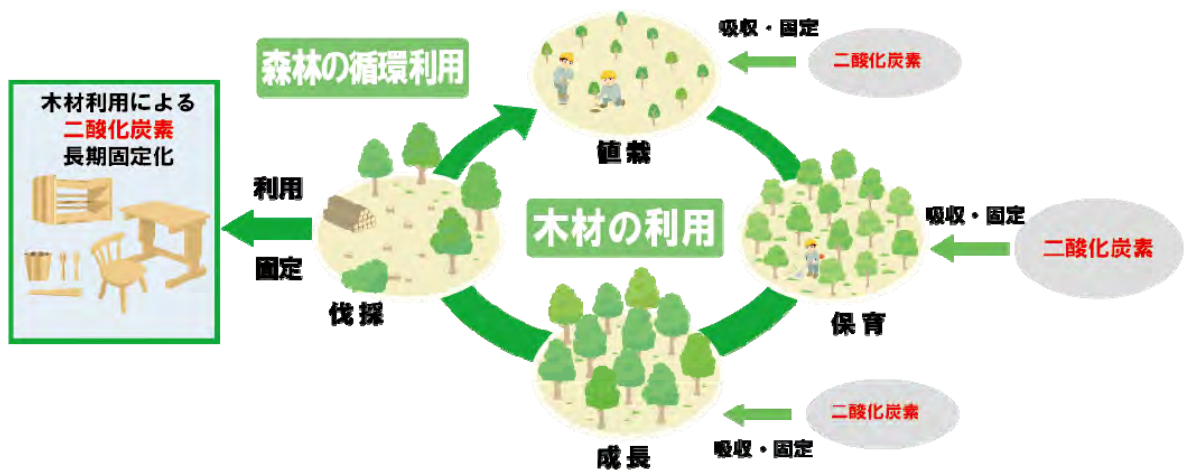 森林の循環利用
吸収・固定
二酸化炭素
木材利用による
二酸化炭素
長期固定化
値栽
利用
固定
木材の利用
吸収・固定
二酸化炭素
伐採
保育
成長
吸収・固定
二酸化炭素